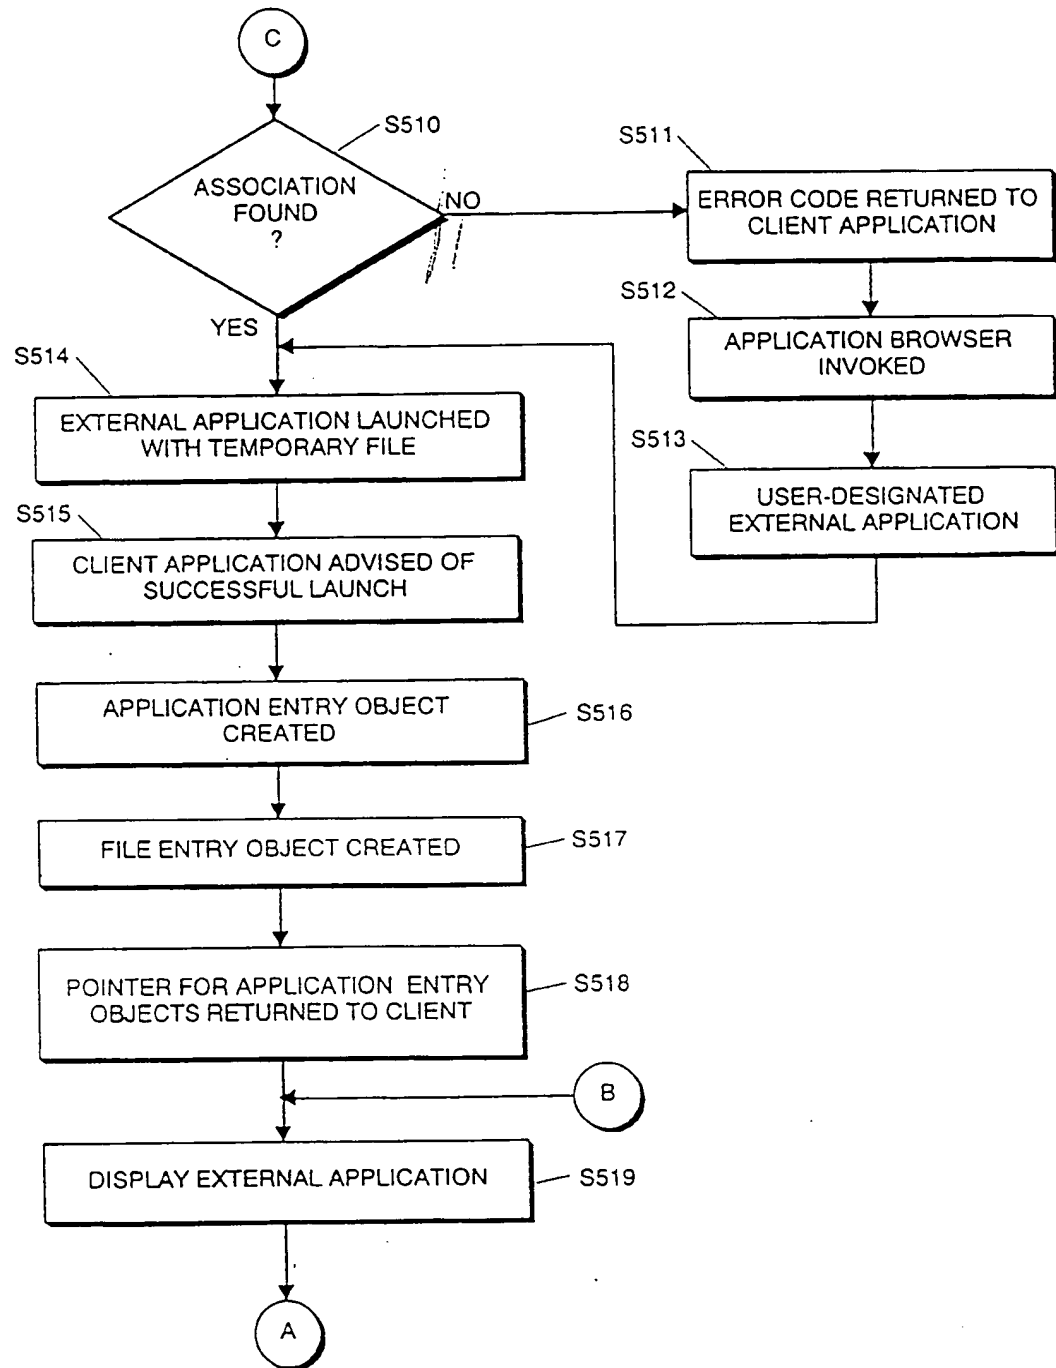 C
S510
ASSOCIATION
FOUND
?
NO
YES
S511
ERROR CODE RETURNED TO
CLIENT APPLICATION
S512
APPLICATION BROWSER
INVOKED
S513
USER-DESIGNATED
EXTERNAL APPLICATION
S514
EXTERNAL APPLICATION LAUNCHED
WITH TEMPORARY FILE
S515
CLIENT APPLICATION ADVISED OF
SUCCESSFUL LAUNCH
APPLICATION ENTRY OBJECT
CREATED
S516
FILE ENTRY OBJECT CREATED
S517
POINTER FOR APPLICATION ENTRY
OBJECTS RETURNED TO CLIENT
S518
B
DISPLAY EXTERNAL APPLICATION
S519
A